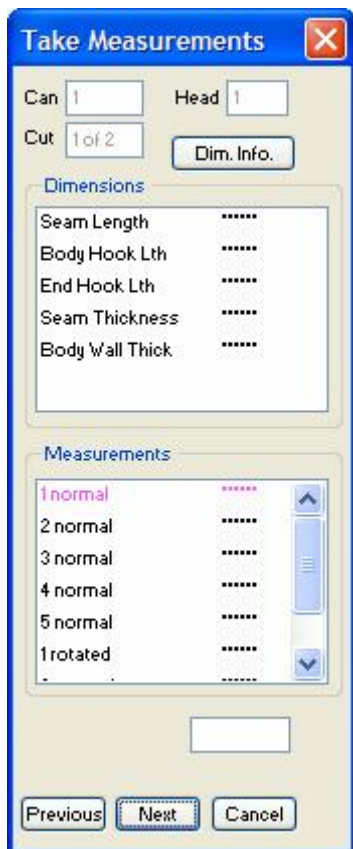 Take Measurements
Can 1 Head 1
Cut 1 of 2 Dim. Info.
Dimensions
Seam Length ······
Body Hook Lth ······
End Hook Lth ······
Seam Thickness ······
Body Wall Thick ······
Measurements
1 normal ······
2 normal ······
3 normal ······
4 normal ······
5 normal ······
1 rotated ······
Previous Next Cancel